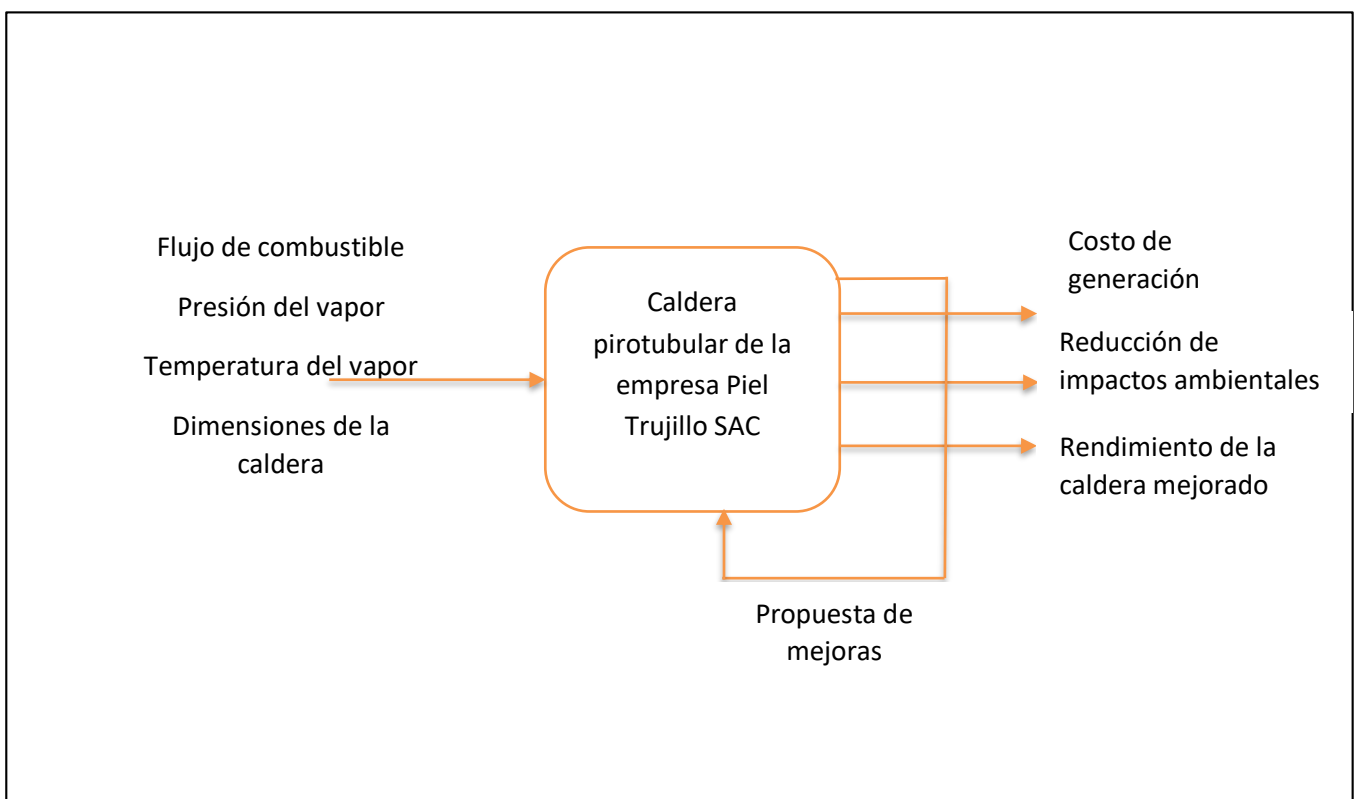 Flujo de combustible
Presión del vapor
Temperatura del vapor
Dimensiones de la
caldera
Caldera
pirotubular de la
empresa Piel
Trujillo SAC
Costo de
generación
Reducción de
impactos ambientales
Rendimiento de la
caldera mejorado
Propuesta de
mejoras